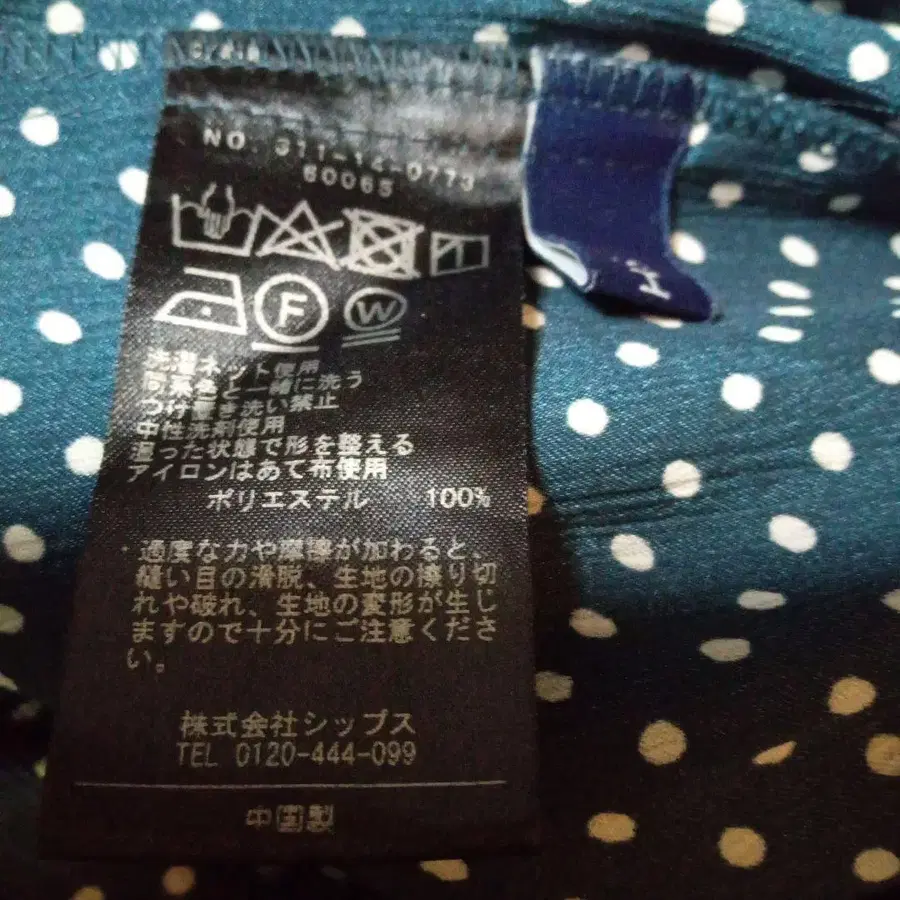 NO. 311-12-0773
60065
F
W
洗濯ネット使用
同系色と一緒に洗う
つけ置き洗い禁止
中性洗剤使用
湿った状態で形を整える
アイロンはあて布使用
ポリエステル 100%
・過度な力や摩擦が加わると、
縫い目の滑脱、生地の擦り切
れや破れ、生地の変形が生じ
ますので十分にご注意くださ
い。
株式会社シップス
TEL 0120-444-099
中国製